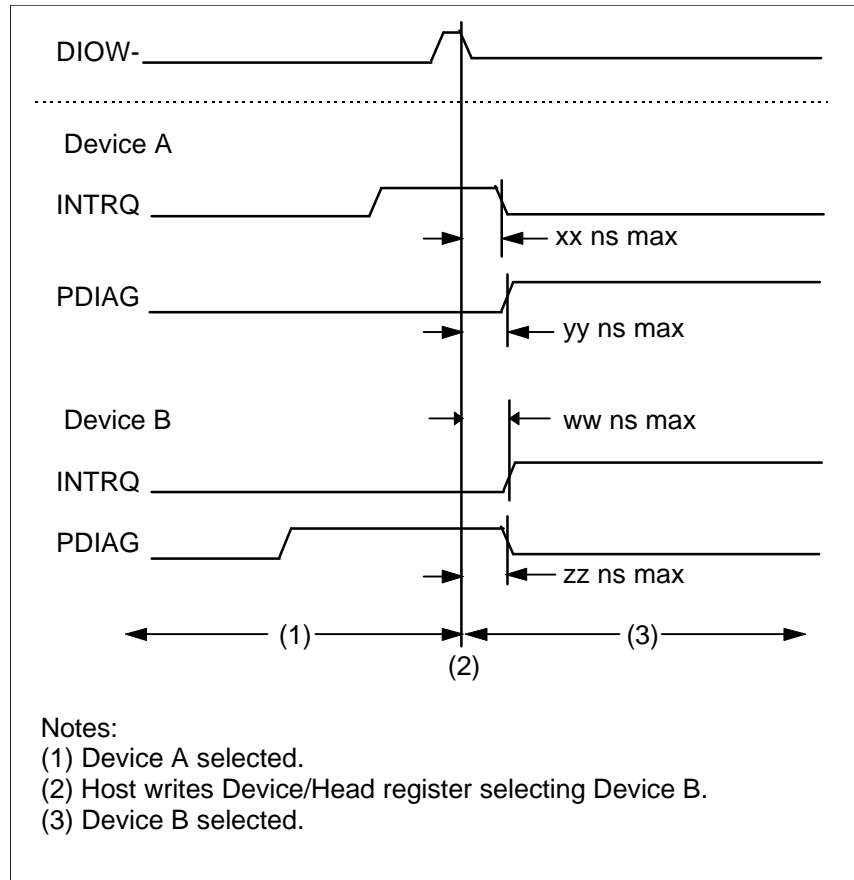 DIOW-
Device A
INTRQ
xx ns max
PDIAG
yy ns max
Device B
ww ns max
INTRQ
PDIAG
zz ns max
(1)
(3)
(2)
Notes:
(1) Device A selected.
(2) Host writes Device/Head register selecting Device B.
(3) Device B selected.